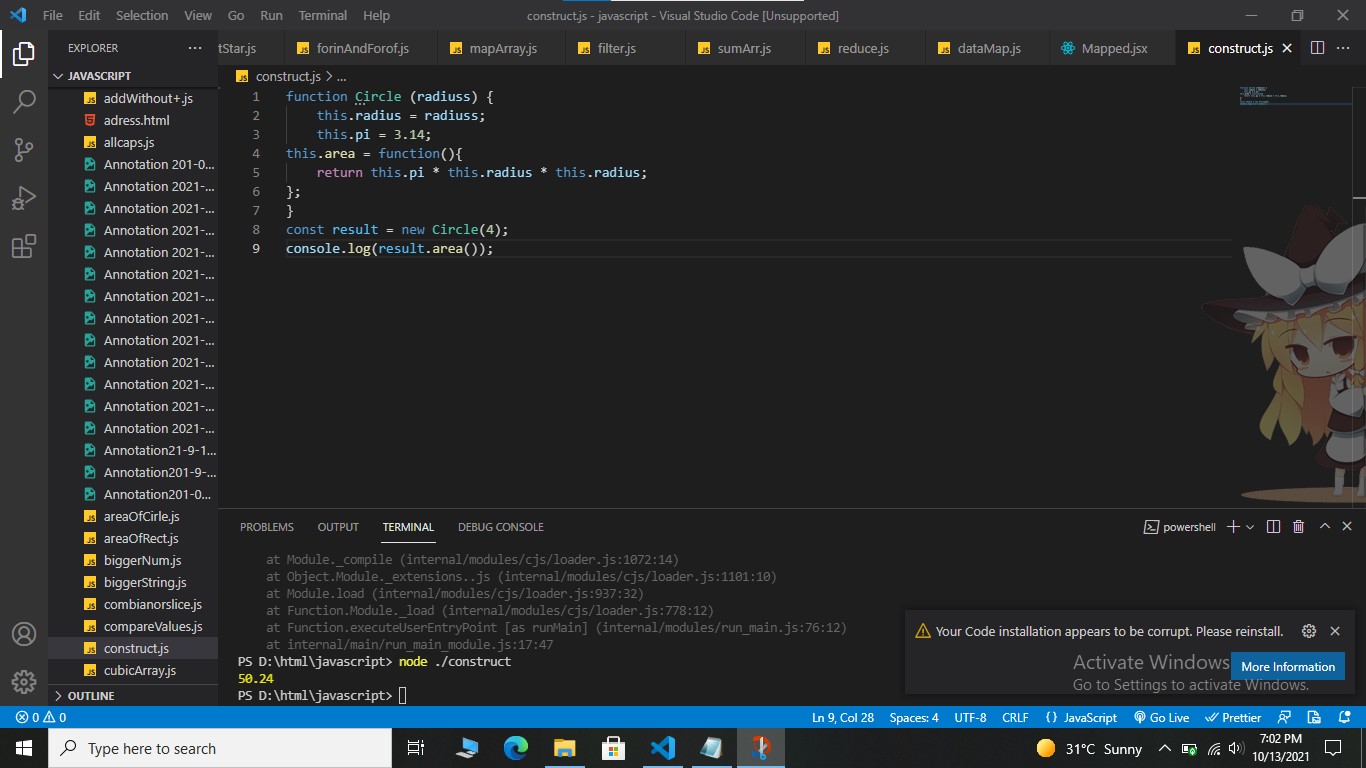 File Edit Selection View Go Run Terminal Help
construct.js - javascript - Visual Studio Code [Unsupported]
EXPLORER
tStar.js forinAndForof.js mapArray.js filter.js sumArr.js reduce.js dataMap.js Mapped.jsx construct.js
JAVASCRIPT
addWithout+.js
adress.html
allcaps.js
Annotation 201-0...
Annotation 2021-...
Annotation 2021-...
Annotation 2021-...
Annotation 2021-...
Annotation 2021-...
Annotation 2021-...
Annotation 2021-...
Annotation 2021-...
Annotation 2021-...
Annotation 2021-...
Annotation 2021-...
Annotation 2021-...
Annotation21-9-1...
Annotation201-9-...
Annotation201-0...
areaOfCirle.js
areaOfRect.js
biggerNum.js
biggerString.js
combianorslice.js
compareValues.js
construct.js
cubicArray.js
OUTLINE
construct.js > ...
1 function Circle (radiuss) {
2 this.radius = radiuss;
3 this.pi = 3.14;
4 this.area = function(){
5 return this.pi * this.radius * this.radius;
6 };
7 }
8 const result = new Circle(4);
9 console.log(result.area());
PROBLEMS OUTPUT TERMINAL DEBUG CONSOLE
powershell
at Module._compile (internal/modules/cjs/loader.js:1072:14)
at Object.Module._extensions..js (internal/modules/cjs/loader.js:1101:10)
at Module.load (internal/modules/cjs/loader.js:937:32)
at Function.Module._load (internal/modules/cjs/loader.js:778:12)
at Function.executeUserEntryPoint [as runMain] (internal/modules/run_main.js:76:12)
at internal/main/run_main_module.js:17:47
PS D:\html\javascript> node ./construct
50.24
PS D:\html\javascript>
Your Code installation appears to be corrupt. Please reinstall.
More Information
Activate Windows
Go to Settings to activate Windows.
0 0
Ln 9, Col 28 Spaces: 4 UTF-8 CRLF {} JavaScript Go Live Prettier
Type here to search
31°C Sunny
7:02 PM
10/13/2021